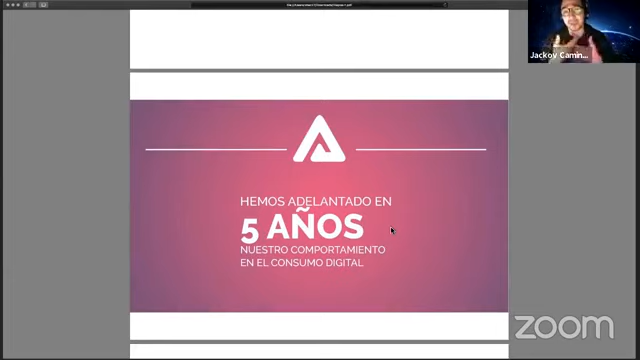 Jackov Camin...
HEMOS ADELANTADO EN
5 AÑOS
NUESTRO COMPORTAMIENTO
EN EL CONSUMO DIGITAL
zoom